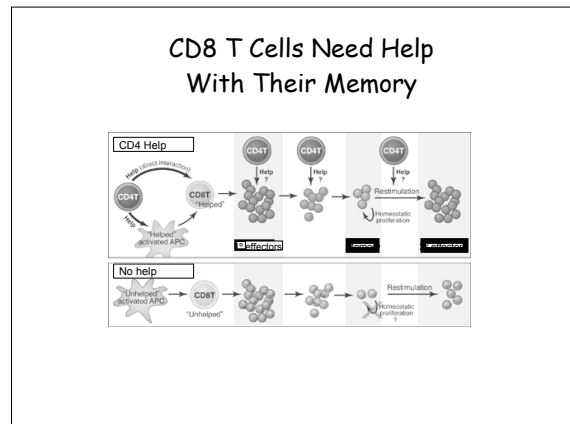 CD8 T Cells Need Help
With Their Memory
CD4 Help
CD4T
CD4T
CD4T
Help (direct interaction)
Help
?
Help
?
Help
?
CD4T
CD8T
"Helped"
Restimulation
Help
Homeostatic
proliferation
"Helped"
activated APC
1° effectors
No help
"Unhelped"
activated APC
CD8T
"Unhelped"
Restimulation
Homeostatic
proliferation
?